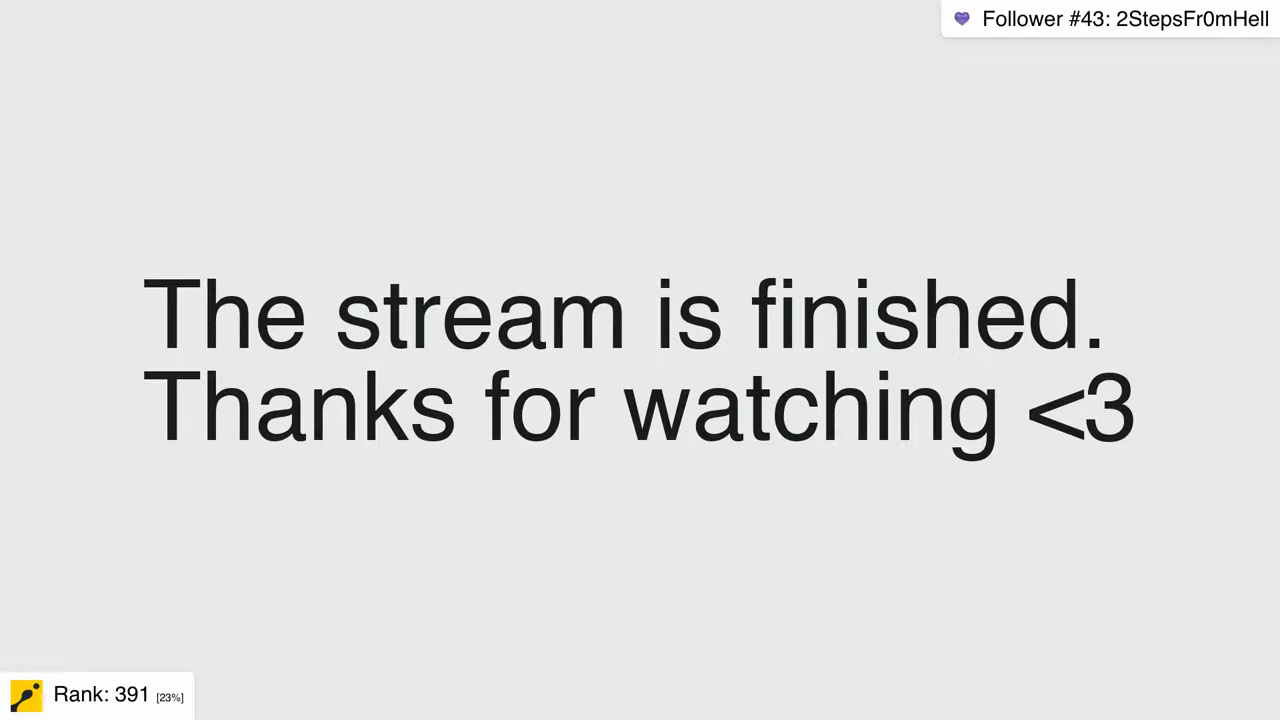 Follower #43: 2StepsFr0mHell
The stream is finished.
Thanks for watching <3
Rank: 391 [23%]